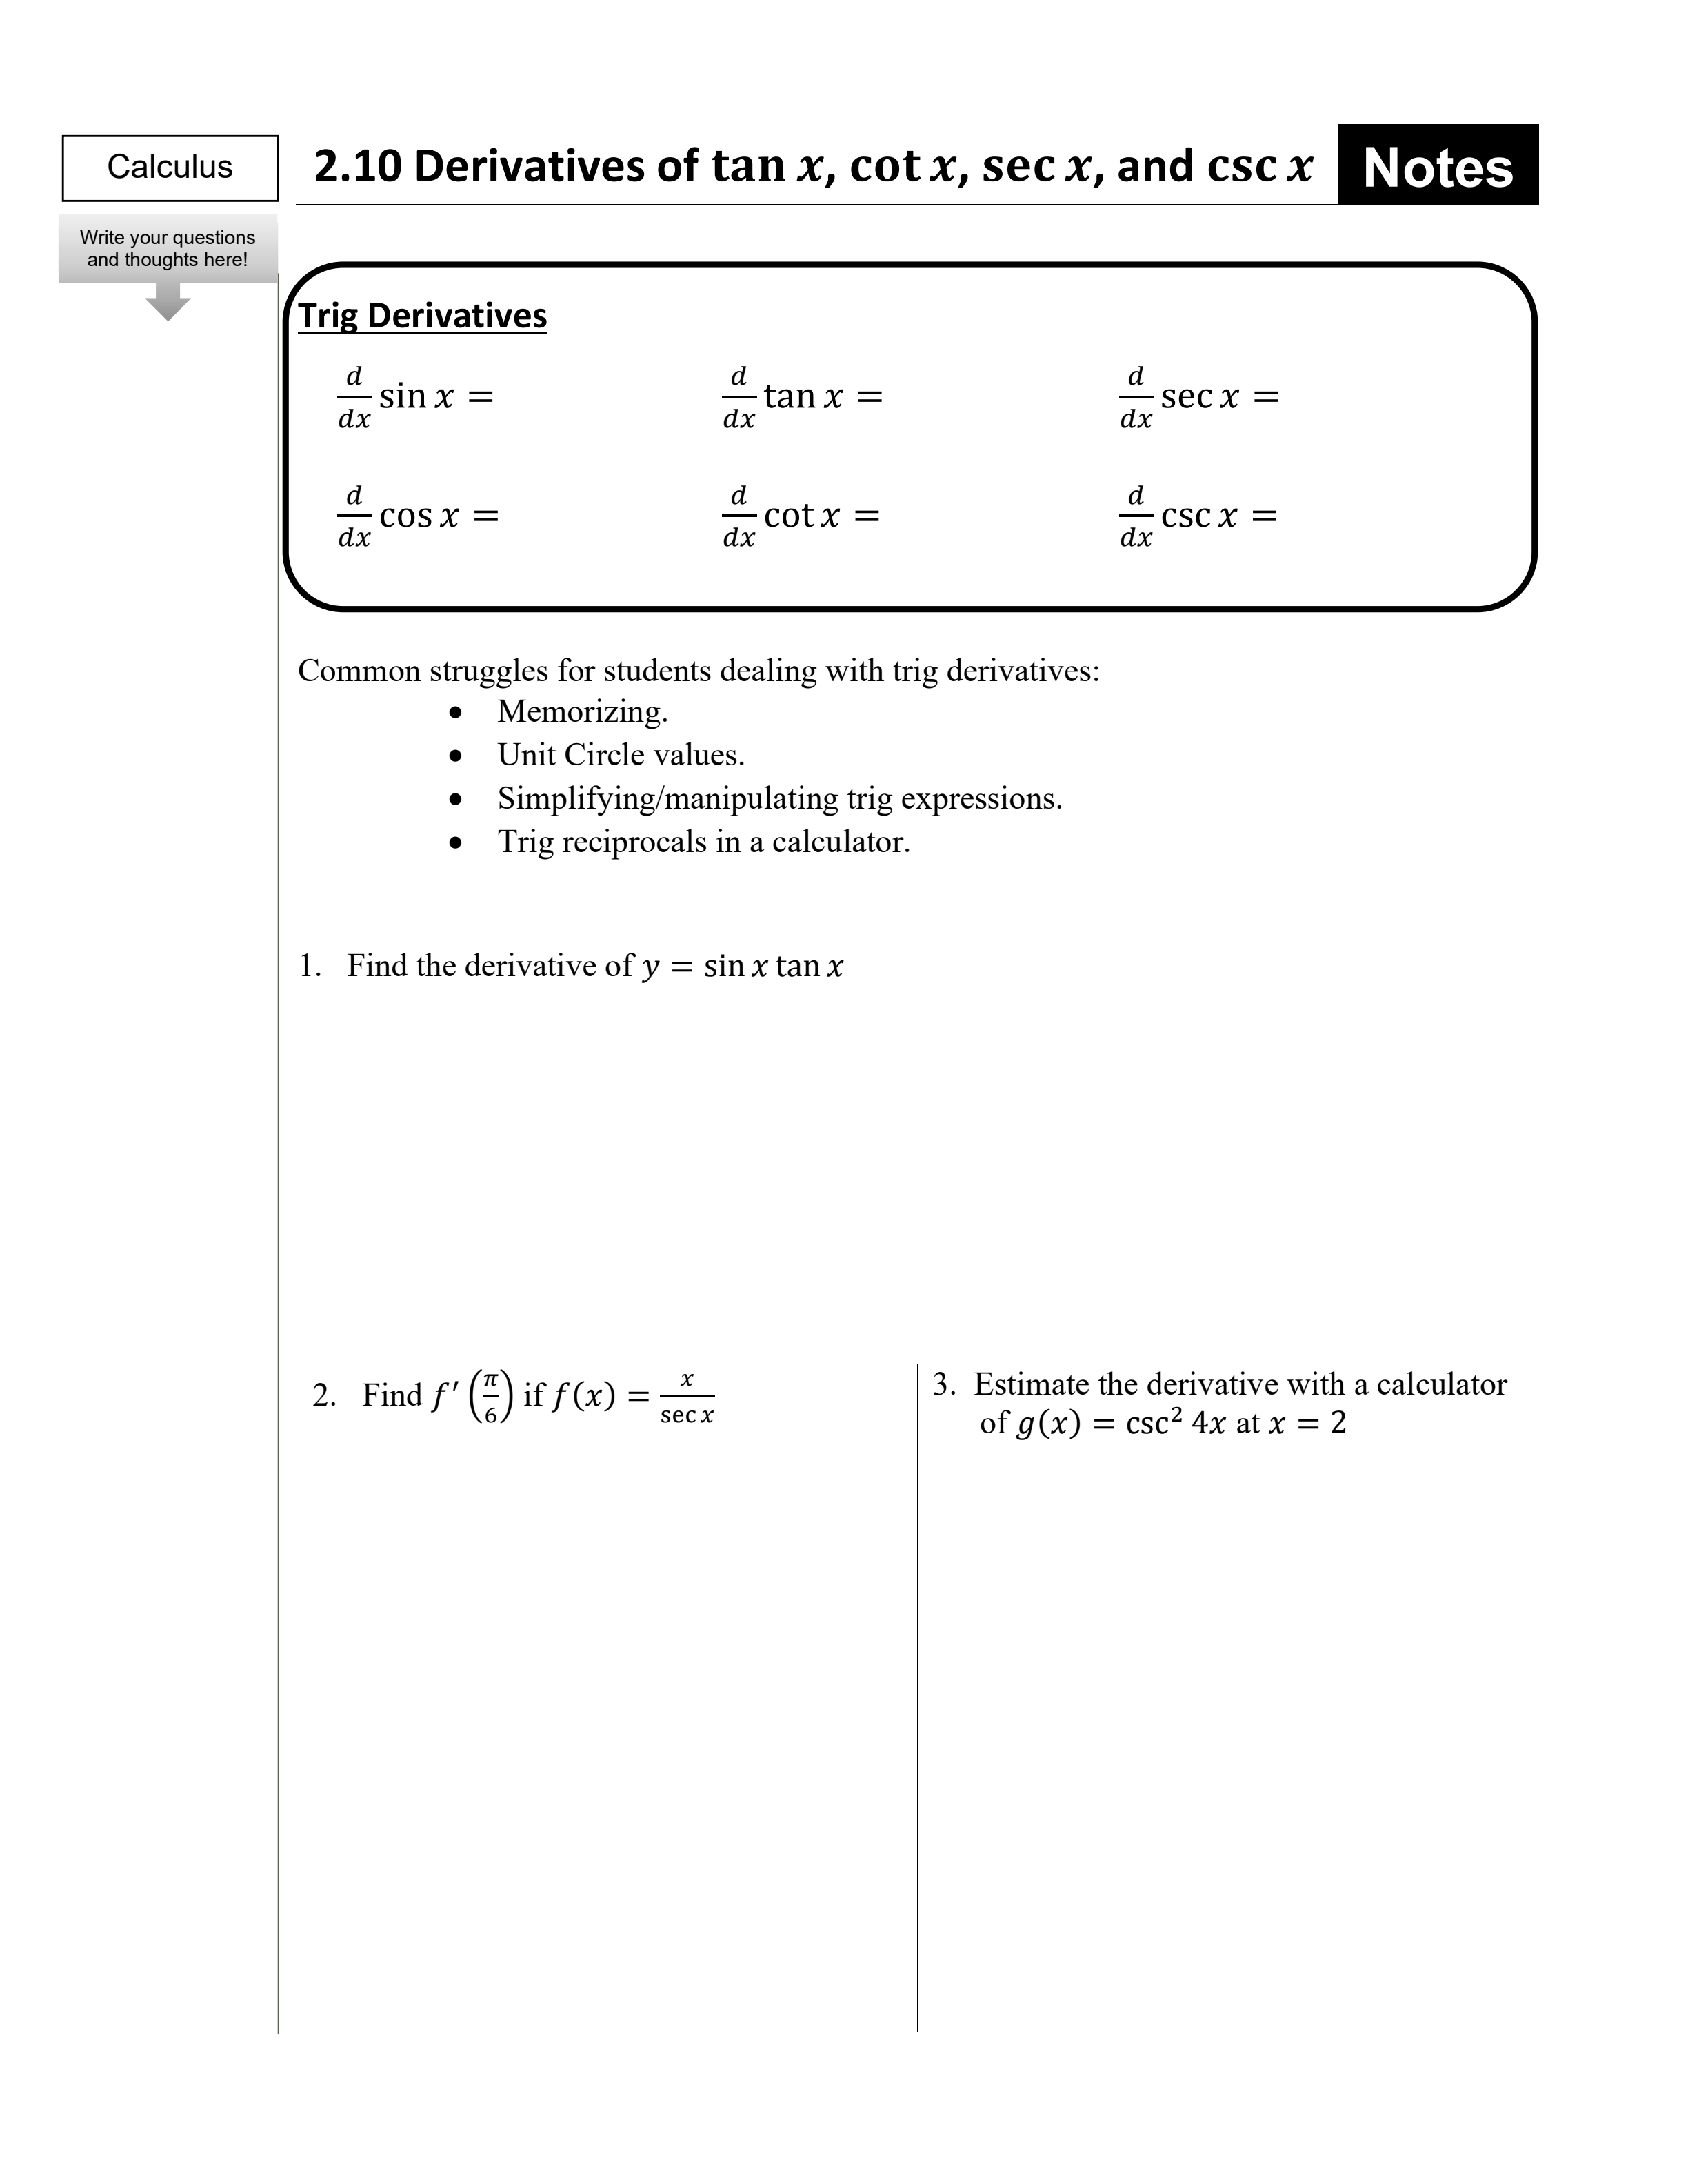 Calculus
2.10 Derivatives of tan x, cot x, sec x, and csc x
Notes
Write your questions
and thoughts here!
Trig Derivatives
d/dx sin x =
d/dx tan x =
d/dx sec x =
d/dx cos x =
d/dx cot x =
d/dx csc x =
Common struggles for students dealing with trig derivatives:
• Memorizing.
• Unit Circle values.
• Simplifying/manipulating trig expressions.
• Trig reciprocals in a calculator.
1. Find the derivative of y = sin x tan x
2. Find f′(π/6) if f(x) = x/sec x
3. Estimate the derivative with a calculator
of g(x) = csc² 4x at x = 2